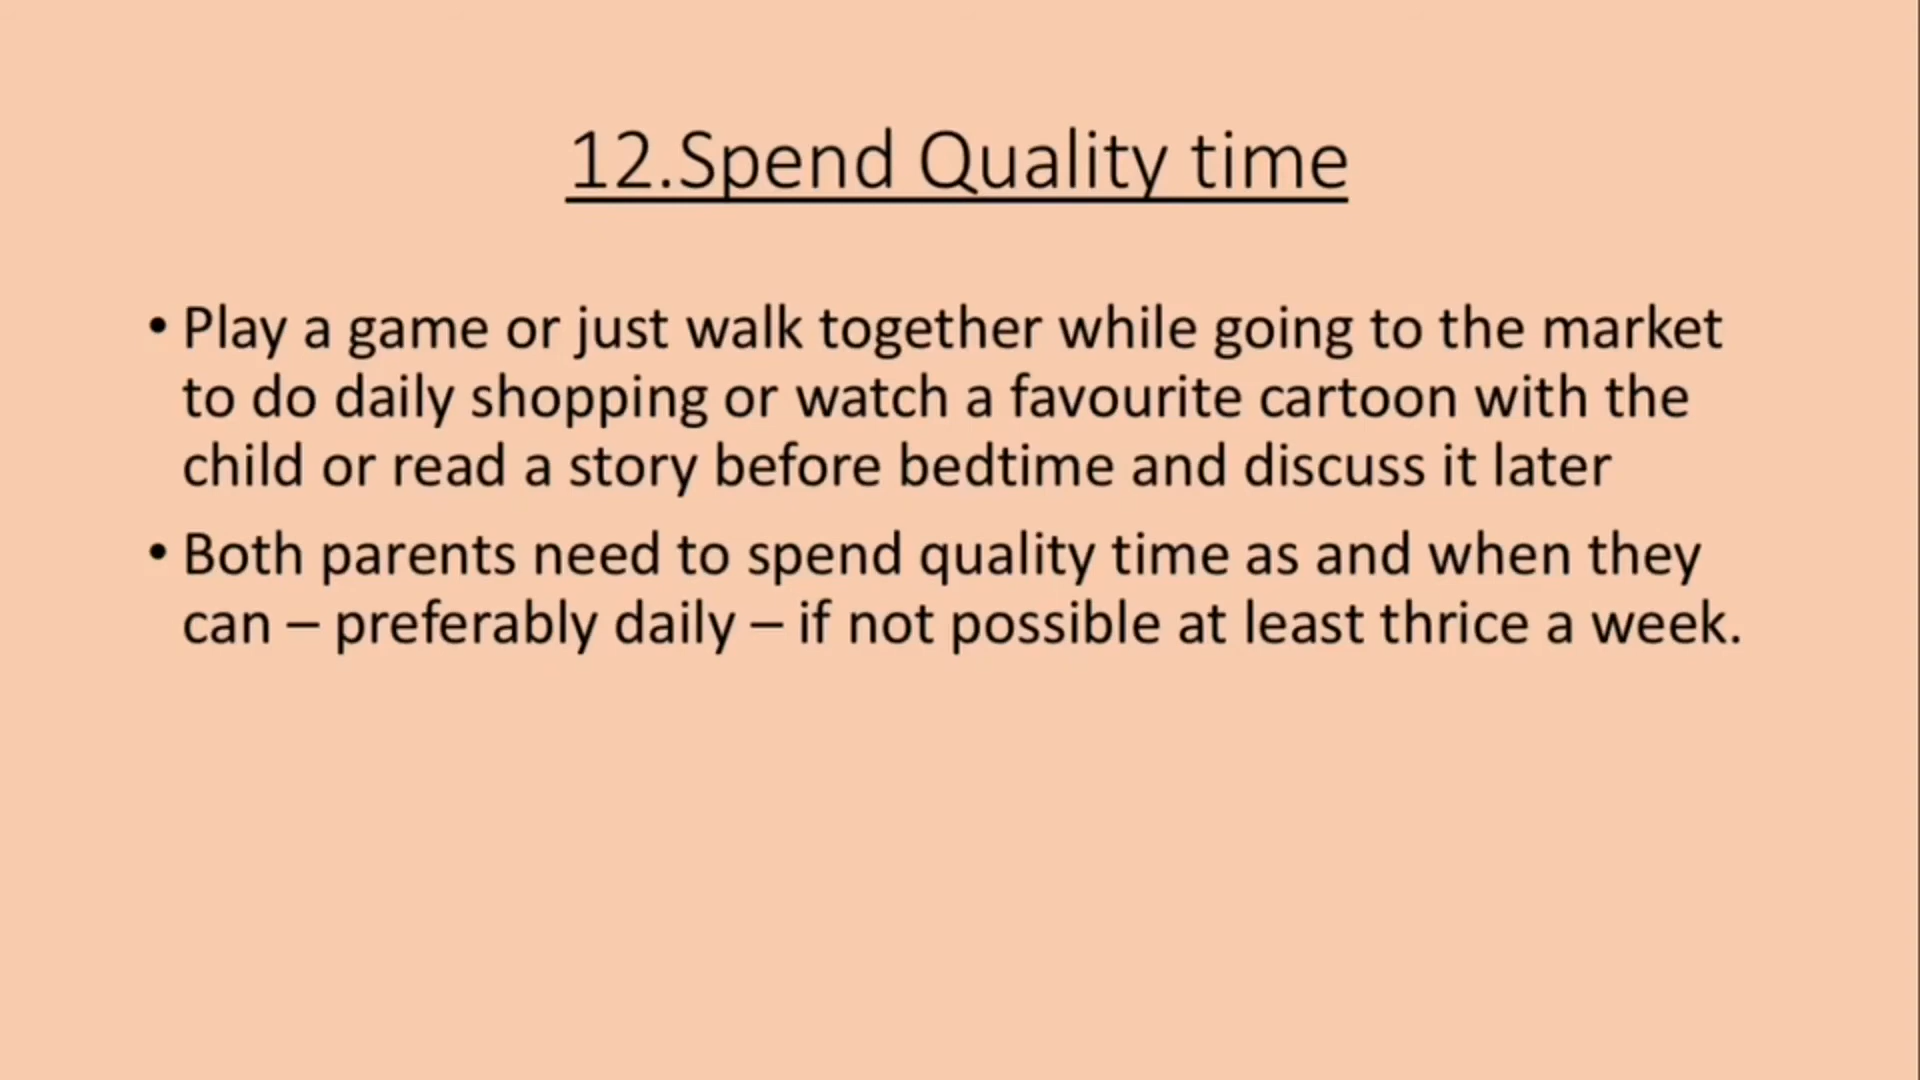 12.Spend Quality time
• Play a game or just walk together while going to the market
to do daily shopping or watch a favourite cartoon with the
child or read a story before bedtime and discuss it later
• Both parents need to spend quality time as and when they
can – preferably daily – if not possible at least thrice a week.